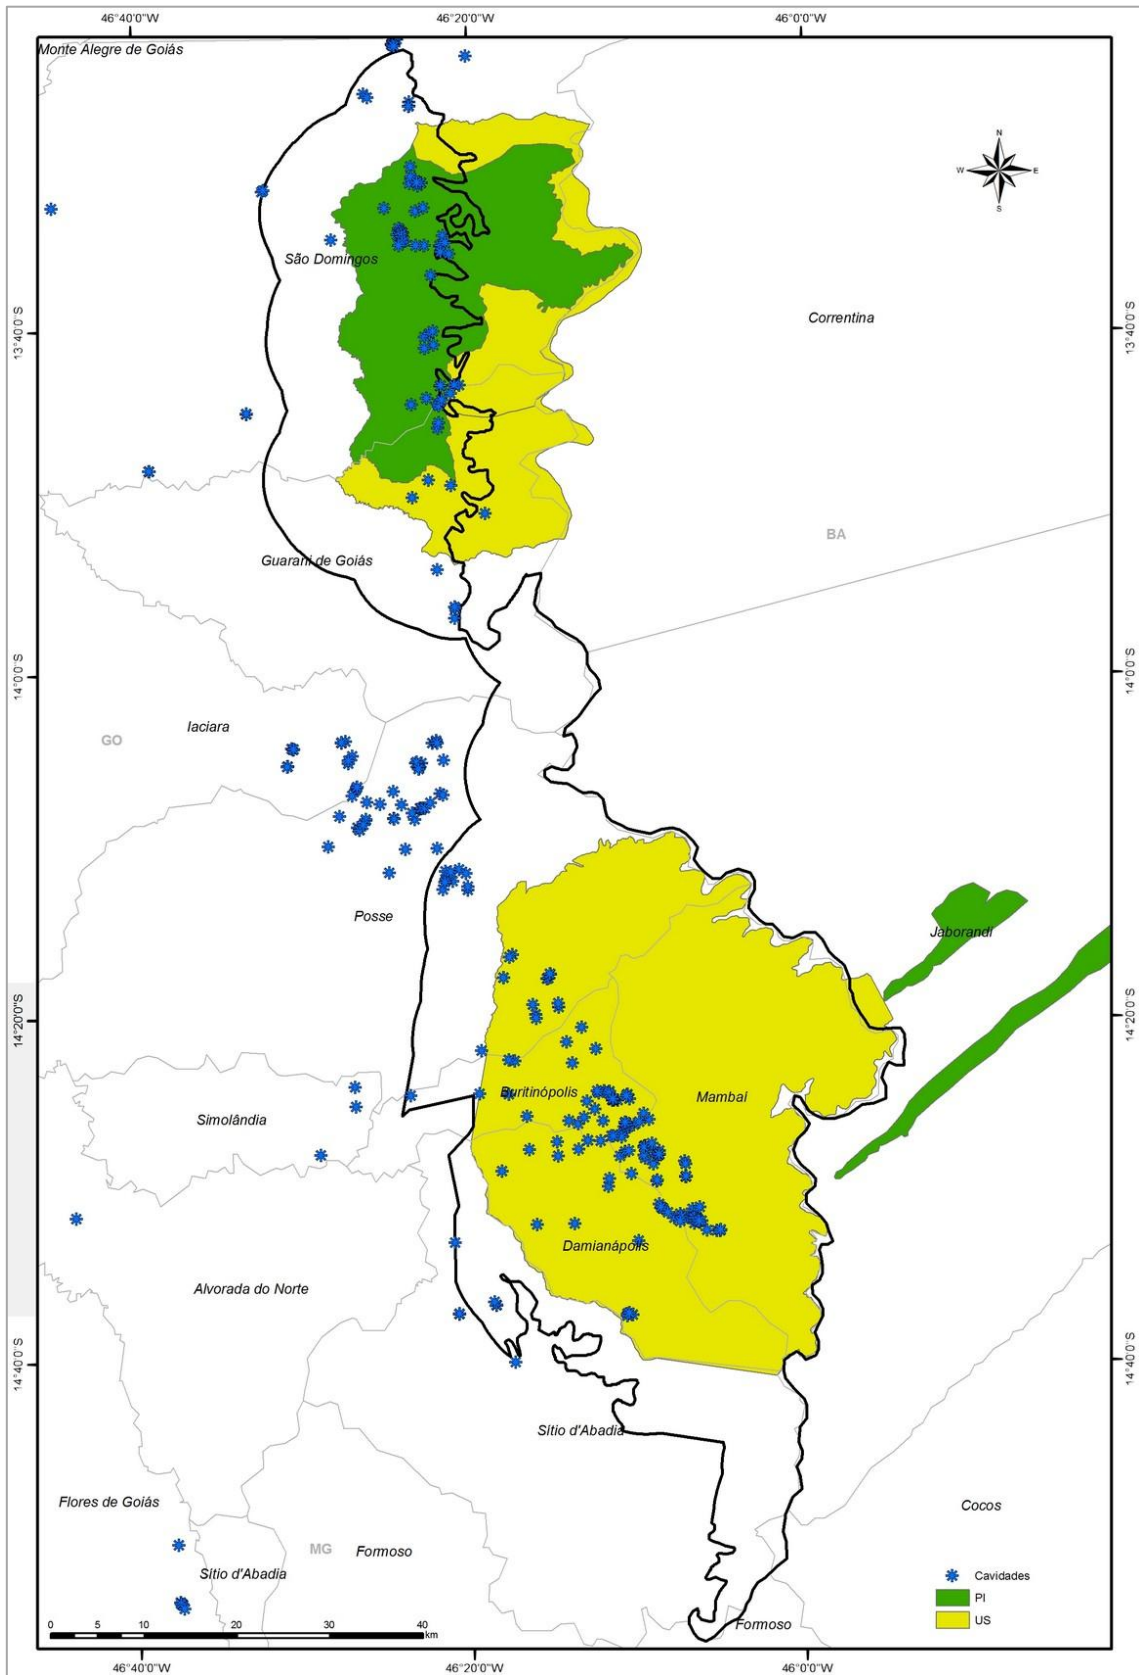 46°40'0"W
46°20'0"W
46°0'0"W
Monte Alegre de Goiás
N
W
E
S
São Domingos
Correntina
13°40'0"S
13°40'0"S
BA
Guarani de Goiás
14°0'0"S
14°0'0"S
Iaciara
GO
Posse
Jaborandi
14°20'0"S
14°20'0"S
Buritinópolis
Mambaí
Simolândia
Damianápolis
Alvorada do Norte
14°40'0"S
14°40'0"S
Sítio d'Abadia
Flores de Goiás
Cocos
MG
Formoso
Sítio d'Abadia
Cavidades
PI
US
Formoso
0 5 10 20 30 40
km
46°40'0"W
46°20'0"W
46°0'0"W